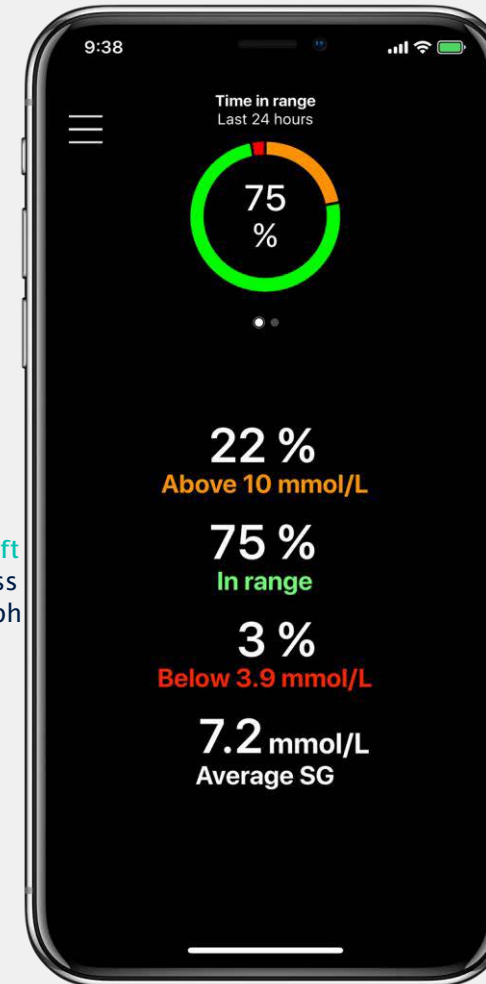 9:38
Time in range
Last 24 hours
75
%
22 %
Above 10 mmol/L
75 %
In range
3 %
Below 3.9 mmol/L
7.2 mmol/L
Average SG